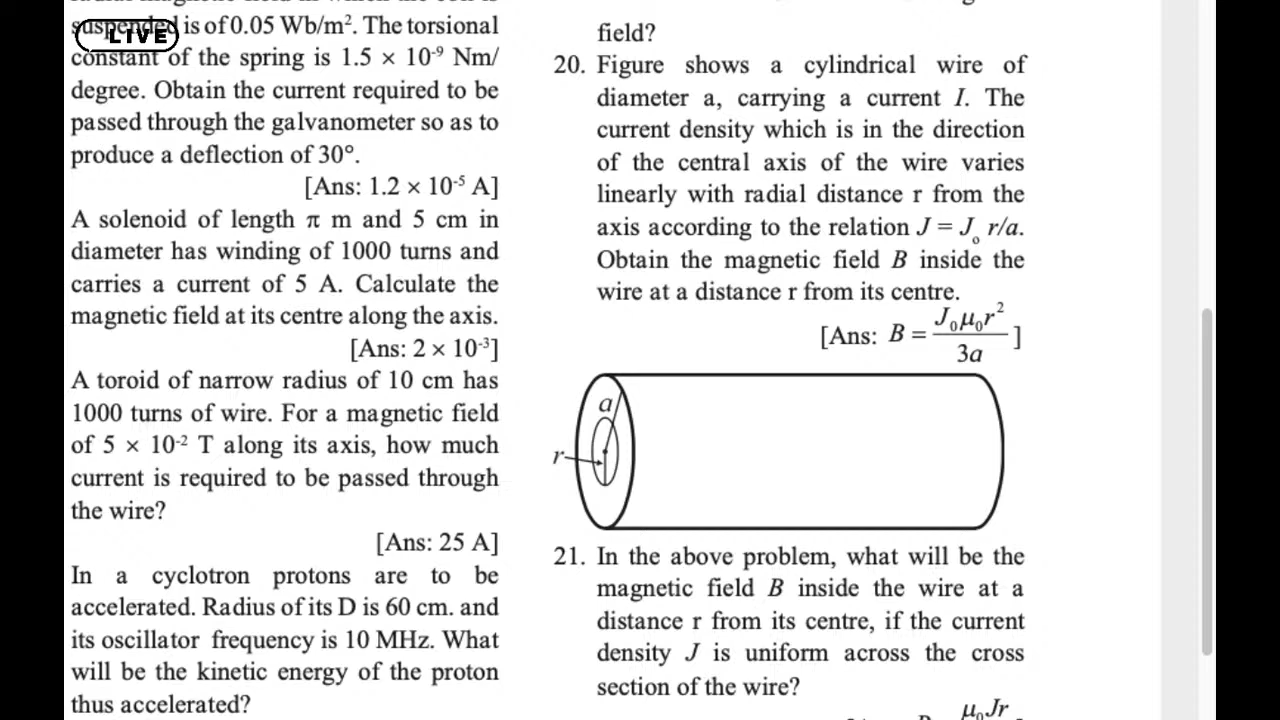 LIVE
suspended is of 0.05 Wb/m². The torsional
constant of the spring is 1.5 × 10⁻⁹ Nm/
degree. Obtain the current required to be
passed through the galvanometer so as to
produce a deflection of 30°.
[Ans: 1.2 × 10⁻⁵ A]
A solenoid of length π m and 5 cm in
diameter has winding of 1000 turns and
carries a current of 5 A. Calculate the
magnetic field at its centre along the axis.
[Ans: 2 × 10⁻³]
A toroid of narrow radius of 10 cm has
1000 turns of wire. For a magnetic field
of 5 × 10⁻² T along its axis, how much
current is required to be passed through
the wire?
[Ans: 25 A]
In a cyclotron protons are to be
accelerated. Radius of its D is 60 cm. and
its oscillator frequency is 10 MHz. What
will be the kinetic energy of the proton
thus accelerated?
field?
20. Figure shows a cylindrical wire of
diameter a, carrying a current I. The
current density which is in the direction
of the central axis of the wire varies
linearly with radial distance r from the
axis according to the relation J = J₀ r/a.
Obtain the magnetic field B inside the
wire at a distance r from its centre.
[Ans: B = J₀μ₀r²/3a]
a
r
21. In the above problem, what will be the
magnetic field B inside the wire at a
distance r from its centre, if the current
density J is uniform across the cross
section of the wire?
μ₀Jr